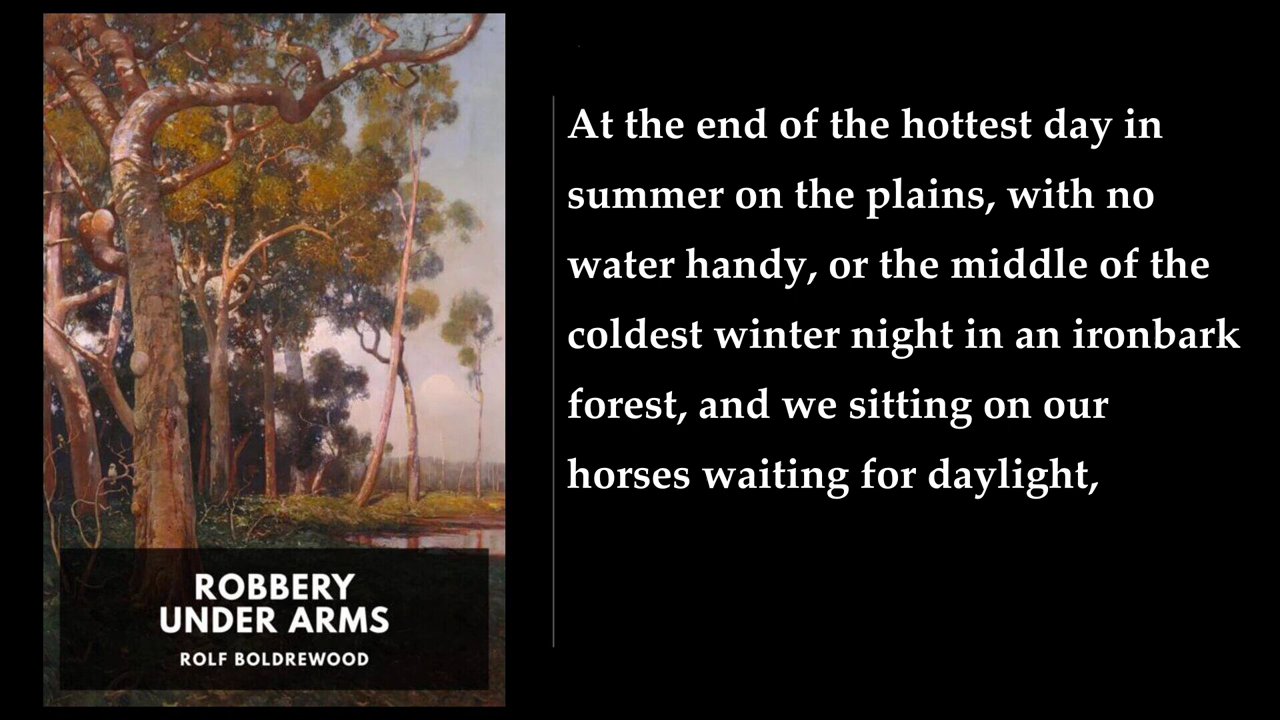 At the end of the hottest day in
summer on the plains, with no
water handy, or the middle of the
coldest winter night in an ironbark
forest, and we sitting on our
horses waiting for daylight,
ROBBERY
UNDER ARMS
ROLF BOLDREWOOD